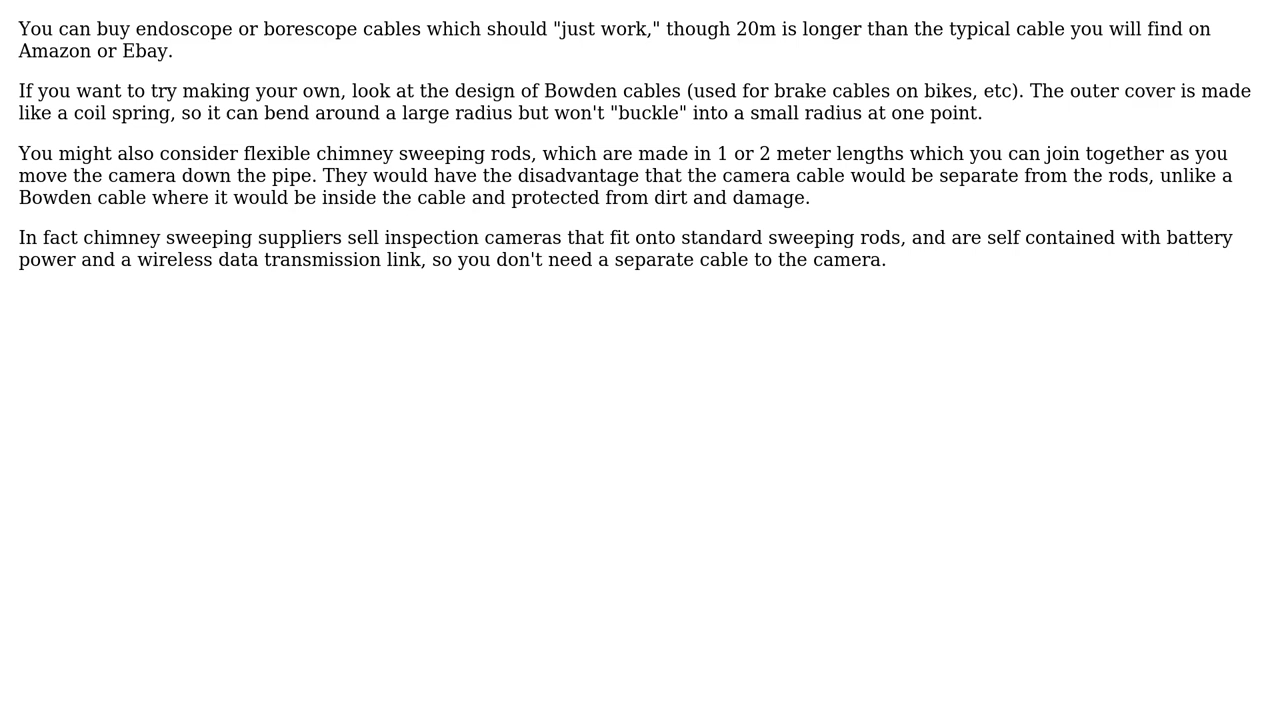 You can buy endoscope or borescope cables which should "just work," though 20m is longer than the typical cable you will find on
Amazon or Ebay.
If you want to try making your own, look at the design of Bowden cables (used for brake cables on bikes, etc). The outer cover is made
like a coil spring, so it can bend around a large radius but won't "buckle" into a small radius at one point.
You might also consider flexible chimney sweeping rods, which are made in 1 or 2 meter lengths which you can join together as you
move the camera down the pipe. They would have the disadvantage that the camera cable would be separate from the rods, unlike a
Bowden cable where it would be inside the cable and protected from dirt and damage.
In fact chimney sweeping suppliers sell inspection cameras that fit onto standard sweeping rods, and are self contained with battery
power and a wireless data transmission link, so you don't need a separate cable to the camera.